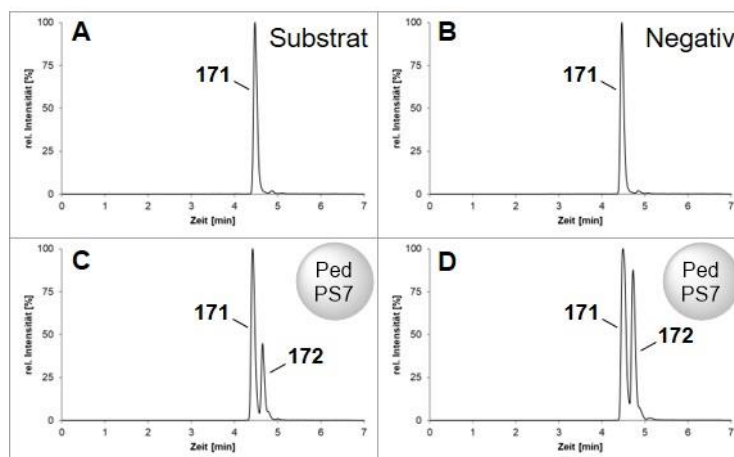 A Substrat
171
rel. Intensität [%]
100
75
50
25
0
0 1 2 3 4 5 6 7
Zeit [min]
B Negativ
171
rel. Intensität [%]
100
75
50
25
0
0 1 2 3 4 5 6 7
Zeit [min]
C
Ped
PS7
171
172
rel. Intensität [%]
100
75
50
25
0
0 1 2 3 4 5 6 7
Zeit [min]
D
Ped
PS7
171
172
rel. Intensität [%]
100
75
50
25
0
0 1 2 3 4 5 6 7
Zeit [min]